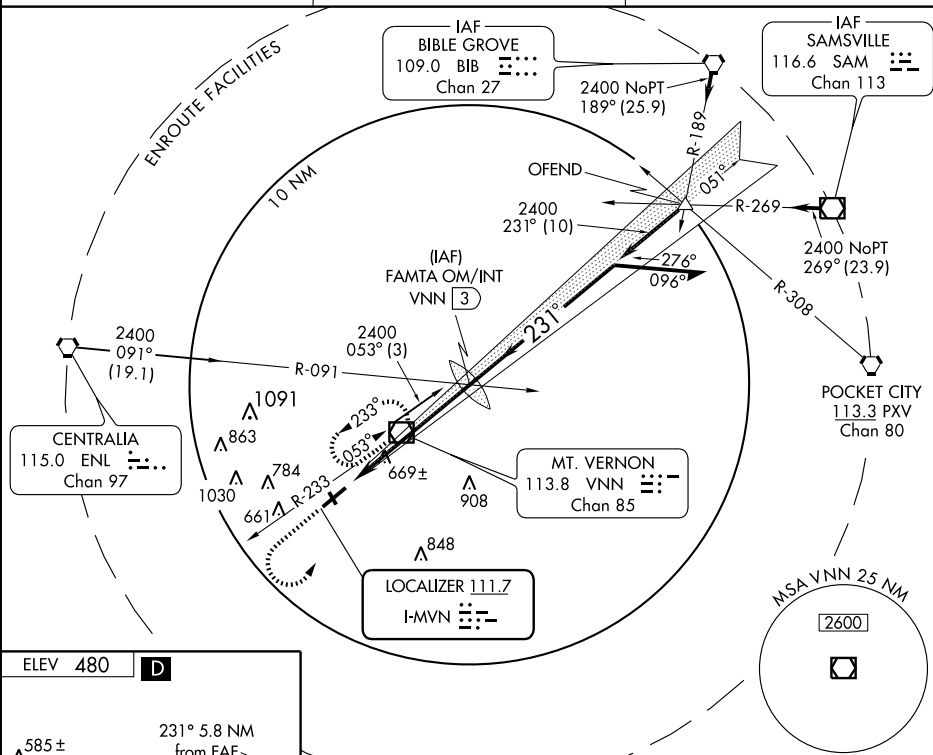 ENROUTE FACILITIES
IAF
BIBLE GROVE
109.0 BIB
Chan 27
2400 NoPT
189° (25.9)
R-189
IAF
SAMSVILLE
116.6 SAM
Chan 113
10 NM
OFEND
051°
R-269
2400
231° (10)
2400 NoPT
269° (23.9)
276°
096°
R-308
(IAF)
FAMTA OM/INT
VNN 3
231°
2400
091°
(19.1)
2400
053° (3)
R-091
POCKET CITY
113.3 PXV
Chan 80
CENTRALIA
115.0 ENL
Chan 97
1091
863
1030
784
661
233°
053°
R-233
669±
908
848
MT. VERNON
113.8 VNN
Chan 85
LOCALIZER 111.7
I-MVN
MSA VNN 25 NM
2600
ELEV 480
D
585±
231° 5.8 NM
from FAF